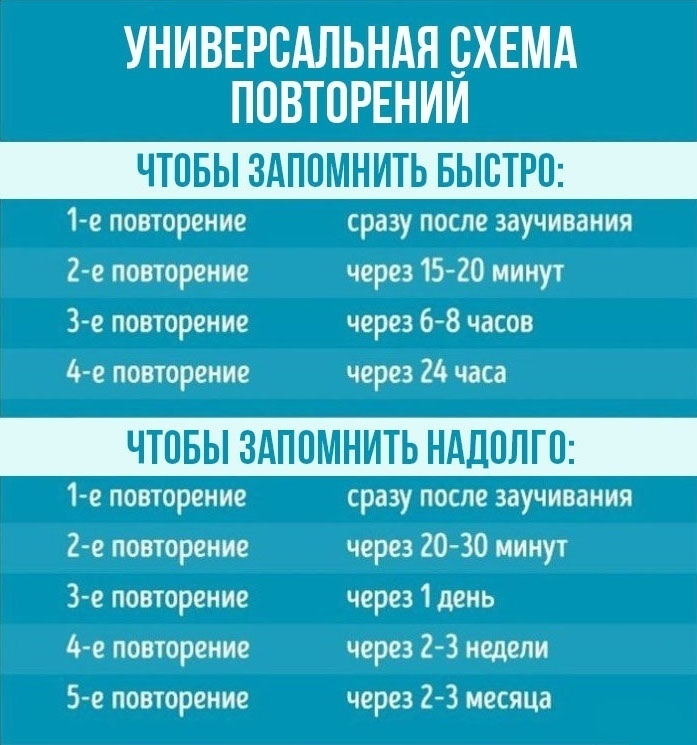 УНИВЕРСАЛЬНАЯ СХЕМА
ПОВТОРЕНИЙ
ЧТОБЫ ЗАПОМНИТЬ БЫСТРО:
1-е повторение сразу после заучивания
2-е повторение через 15-20 минут
3-е повторение через 6-8 часов
4-е повторение через 24 часа
ЧТОБЫ ЗАПОМНИТЬ НАДОЛГО:
1-е повторение сразу после заучивания
2-е повторение через 20-30 минут
3-е повторение через 1 день
4-е повторение через 2-3 недели
5-е повторение через 2-3 месяца